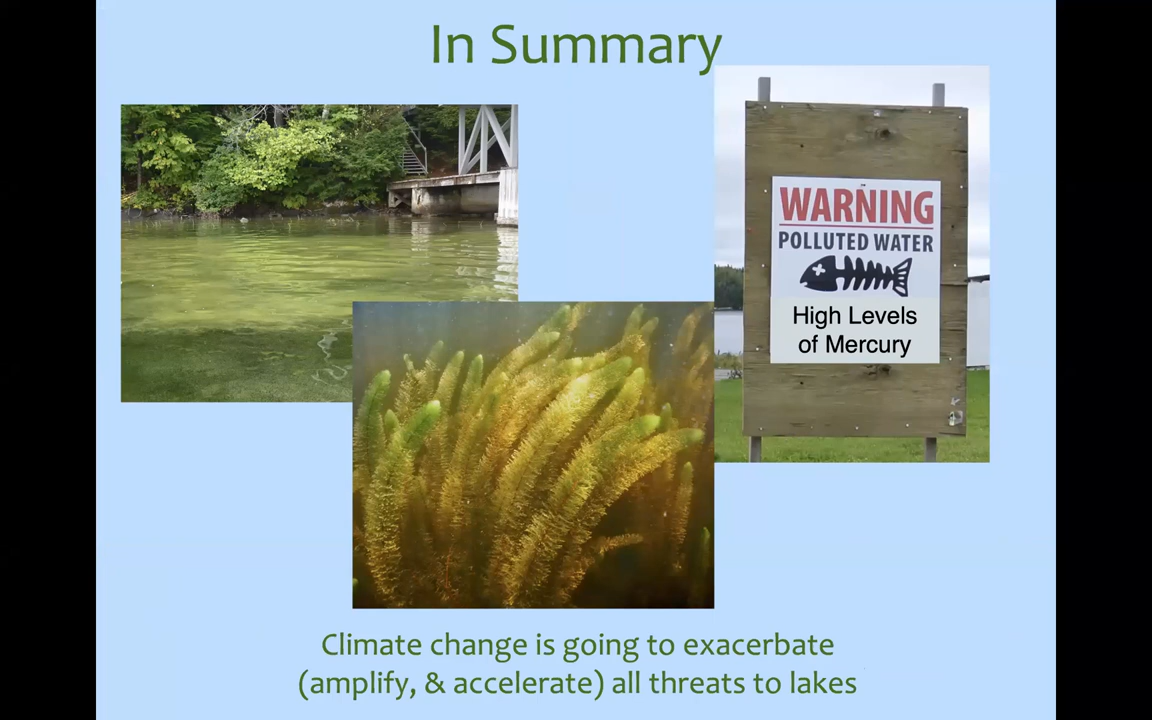 In Summary
WARNING
POLLUTED WATER
High Levels
of Mercury
Climate change is going to exacerbate
(amplify, & accelerate) all threats to lakes